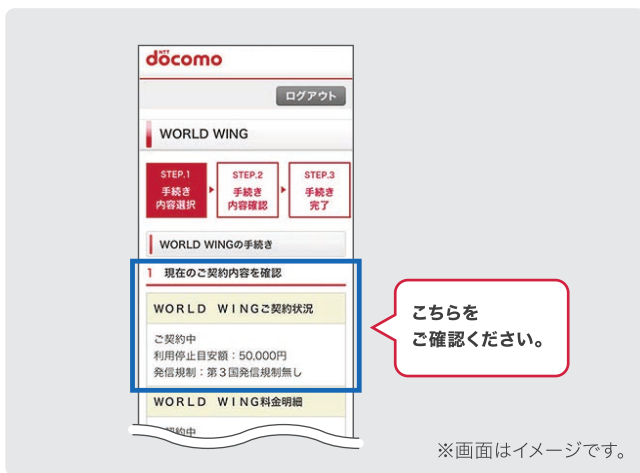 NTT
döcomo
ログアウト
WORLD WING
STEP.1
手続き
内容選択
STEP.2
手続き
内容確認
STEP.3
手続き
完了
WORLD WINGの手続き
1 現在のご契約内容を確認
WORLD WINGご契約状況
ご契約中
利用停止目安額：50,000円
発信規制：第３国発信規制無し
WORLD WING料金明細
こちらを
ご確認ください。
※画面はイメージです。